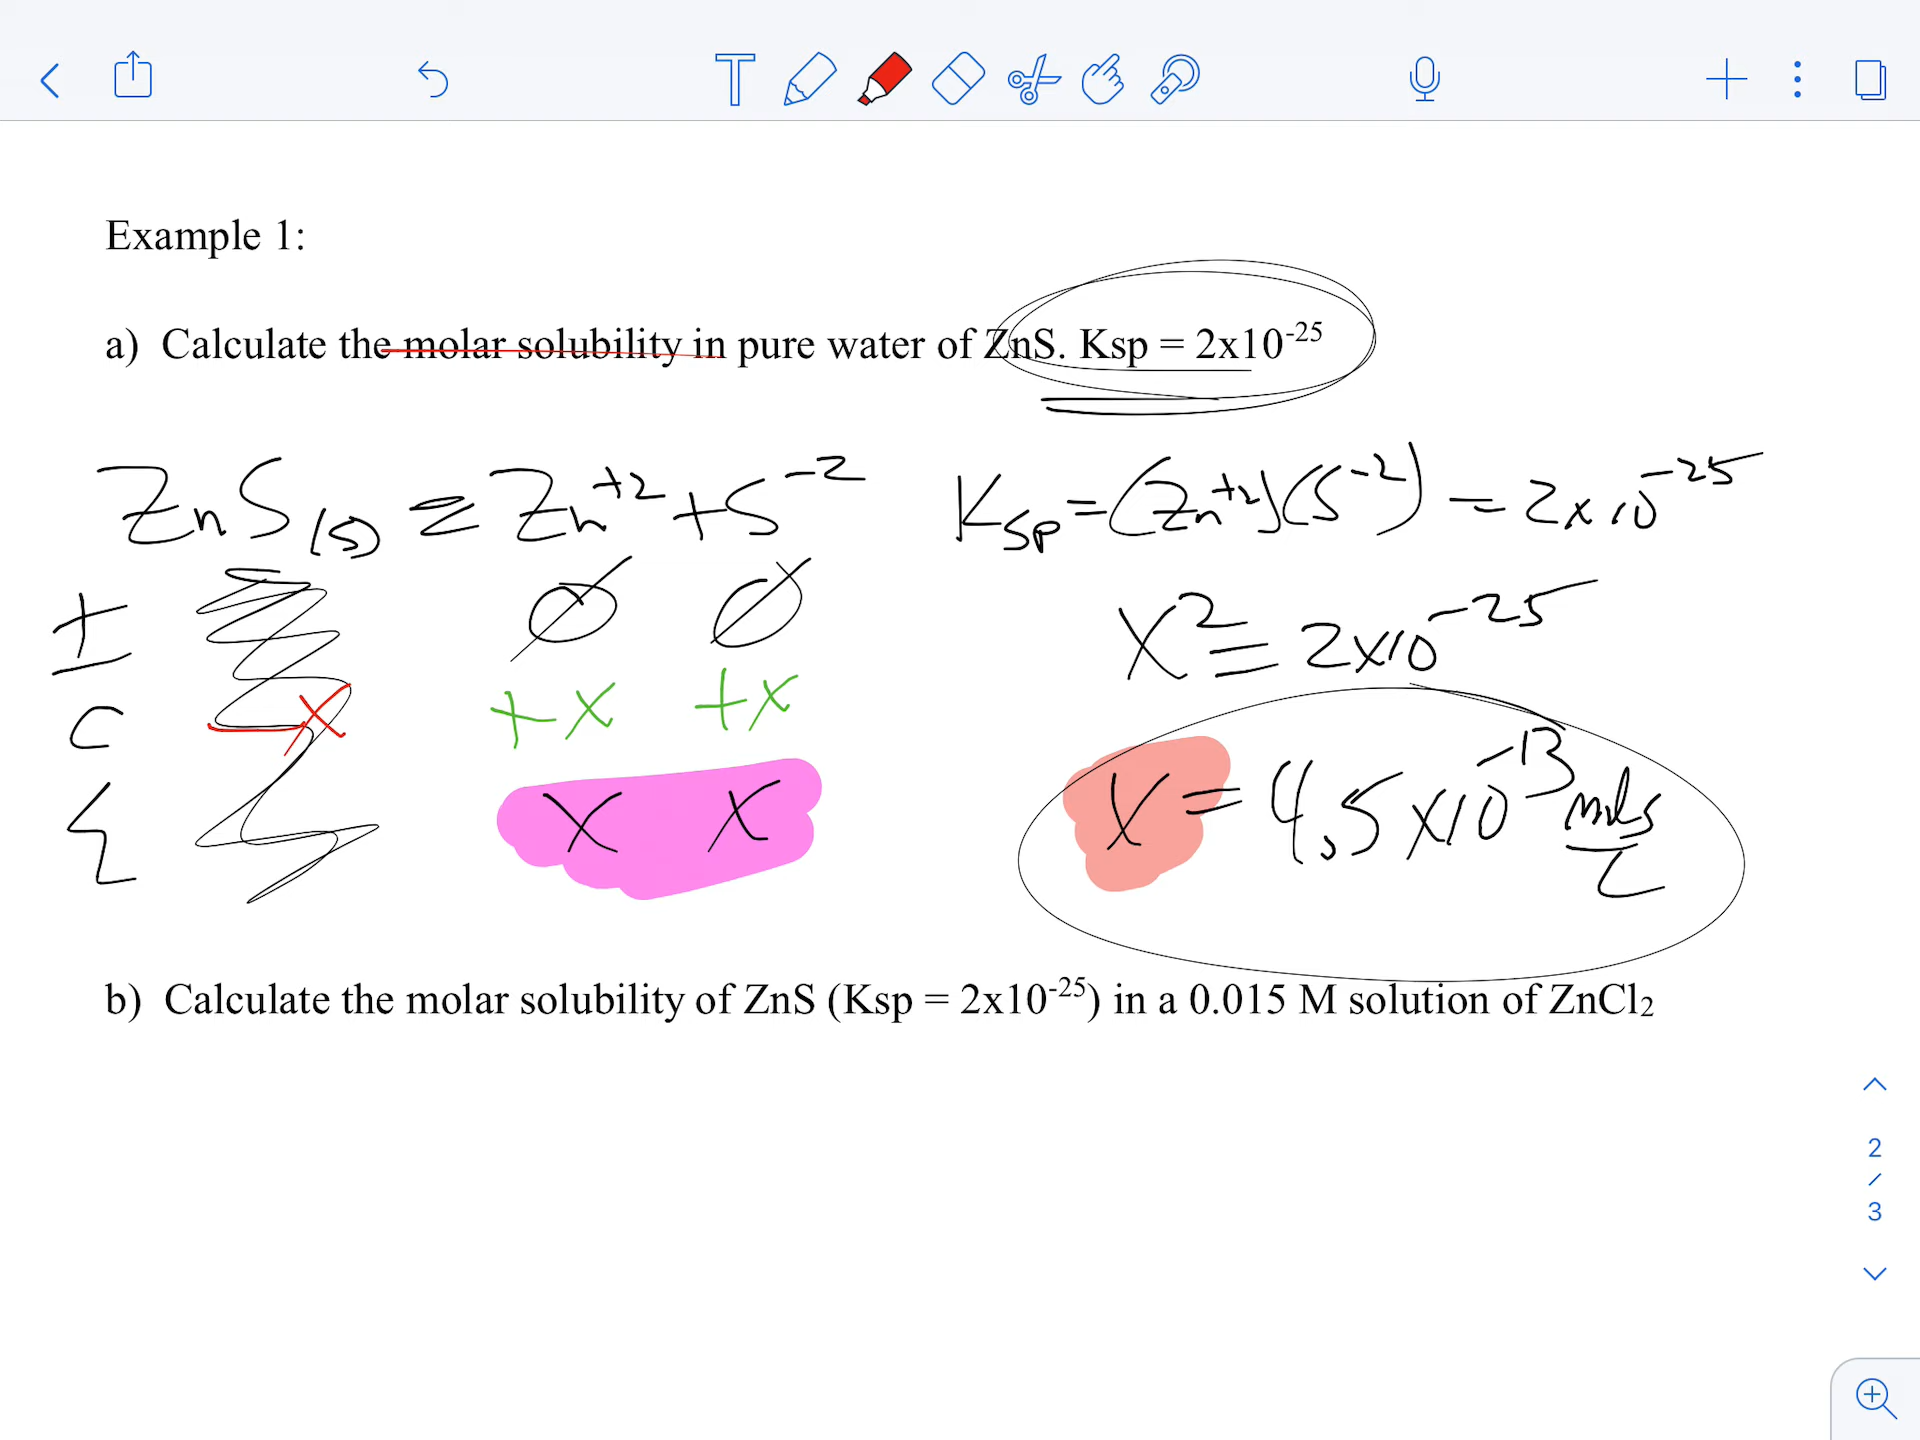 T
Example 1:
a) Calculate the molar solubility in pure water of ZnS. Ksp = 2x10⁻²⁵
ZnS(s) ⇌ Zn⁺² + S⁻²
Ksp = (Zn⁺²)(S⁻²) = 2x10⁻²⁵
I Ø Ø
x² = 2x10⁻²⁵
C -x +x +x
E x x
x = 4.5x10⁻¹³ mols/L
b) Calculate the molar solubility of ZnS (Ksp = 2x10⁻²⁵) in a 0.015 M solution of ZnCl₂
2
/
3